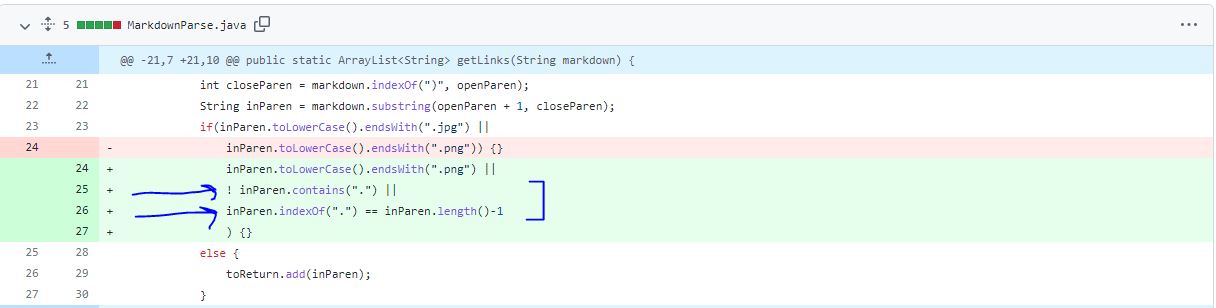 5 MarkdownParse.java ...
@@ -21,7 +21,10 @@ public static ArrayList<String> getLinks(String markdown) {
21 21 int closeParen = markdown.indexOf(")", openParen);
22 22 String inParen = markdown.substring(openParen + 1, closeParen);
23 23 if(inParen.toLowerCase().endsWith(".jpg") ||
24 - inParen.toLowerCase().endsWith(".png")) {}
24 + inParen.toLowerCase().endsWith(".png") ||
25 + ! inParen.contains(".") ||
26 + inParen.indexOf(".") == inParen.length()-1
27 + ) {}
25 28 else {
26 29 toReturn.add(inParen);
27 30 }